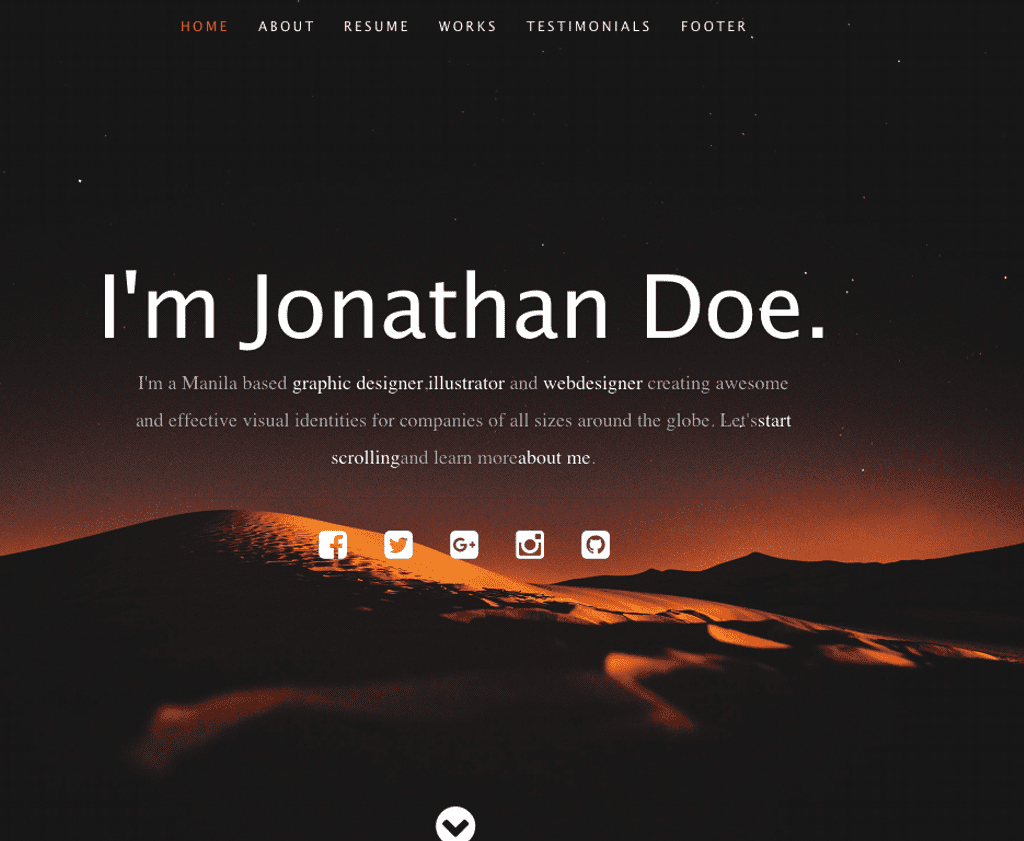 HOME ABOUT RESUME WORKS TESTIMONIALS FOOTER
I'm Jonathan Doe.
I'm a Manila based graphic designer,illustrator and webdesigner creating awesome
and effective visual identities for companies of all sizes around the globe. Let'sstart
scrollingand learn moreabout me.
G+